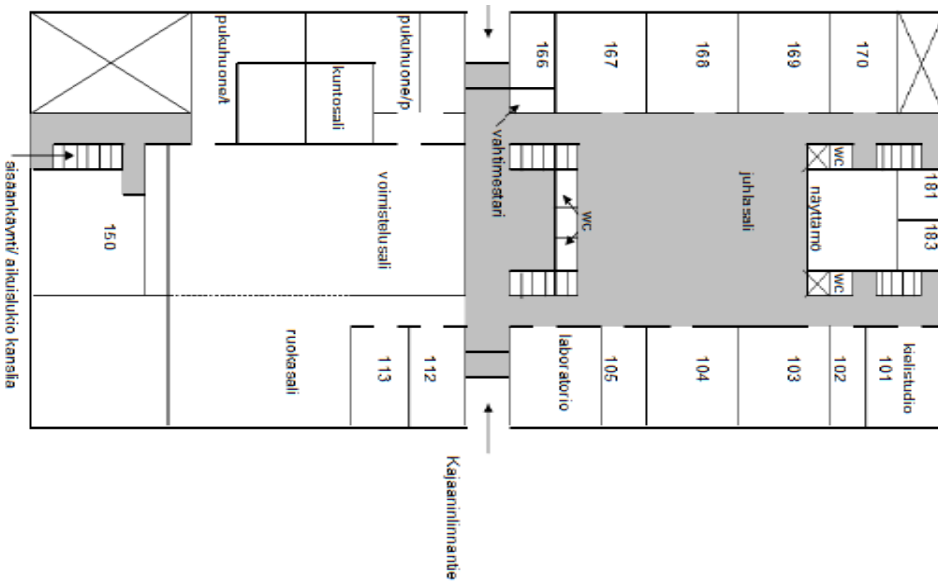 181
183
kielistudio
101
170
wc
näyttämö
wc
102
169
juhlasali
103
168
104
167
wc
105
166
laboratorio
vahtimestari
Kajaaninlinnantie
pukuhuone/p
112
voimistelusali
113
kuntosali
ruokasali
pukuhuone/t
150
sisäänkäynti/ aikuislukio kanslia